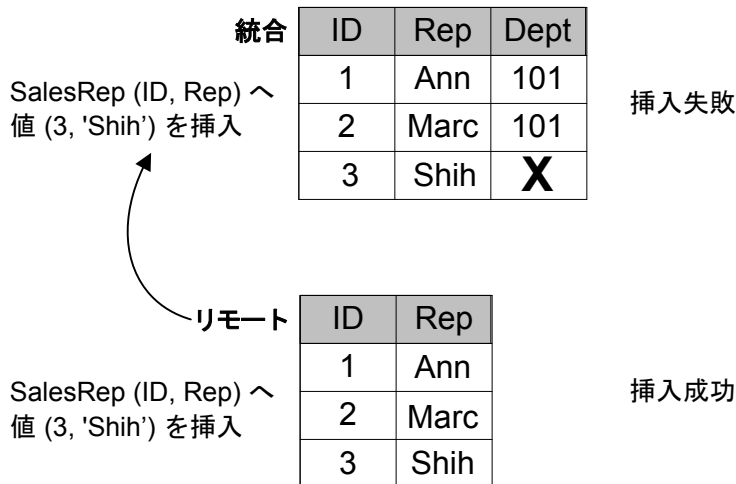 統合
ID Rep Dept
1 Ann 101
2 Marc 101
3 Shih X
SalesRep (ID, Rep) へ
値 (3, 'Shih’) を挿入
挿入失敗
リモート
ID Rep
1 Ann
2 Marc
3 Shih
SalesRep (ID, Rep) へ
値 (3, 'Shih’) を挿入
挿入成功